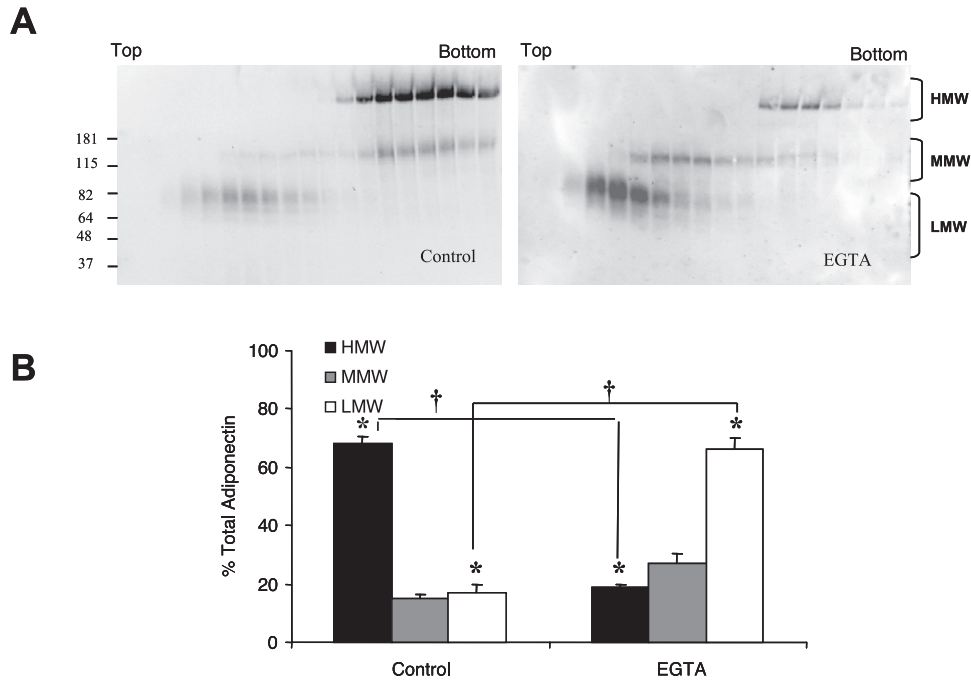 A
Top Bottom Top Bottom
HMW
181
115
MMW
82
64
48
37
LMW
Control
EGTA
B
% Total Adiponectin
100
80
60
40
20
0
HMW
MMW
LMW
†
†
*
*
*
*
Control EGTA